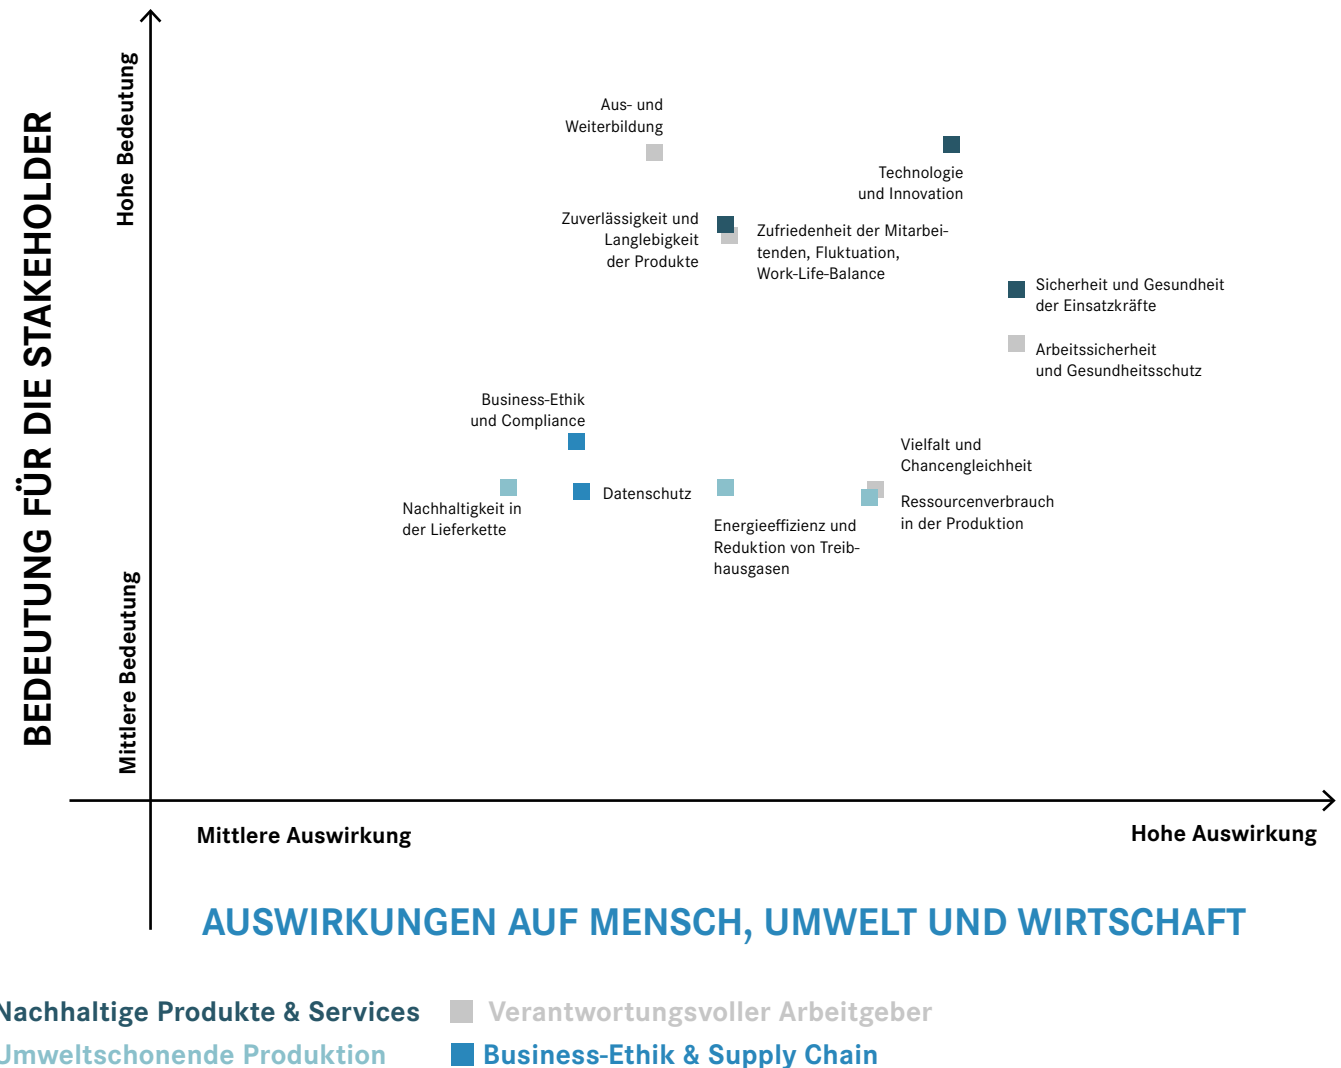 BEDEUTUNG FÜR DIE STAKEHOLDER
Hohe Bedeutung
Mittlere Bedeutung
Aus- und
Weiterbildung
Technologie
und Innovation
Zuverlässigkeit und
Langlebigkeit
der Produkte
Zufriedenheit der Mitarbei-
tenden, Fluktuation,
Work-Life-Balance
Sicherheit und Gesundheit
der Einsatzkräfte
Arbeitssicherheit
und Gesundheitsschutz
Business-Ethik
und Compliance
Vielfalt und
Chancengleichheit
Nachhaltigkeit in
der Lieferkette
Datenschutz
Ressourcenverbrauch
in der Produktion
Energieeffizienz und
Reduktion von Treib-
hausgasen
Mittlere Auswirkung
Hohe Auswirkung
AUSWIRKUNGEN AUF MENSCH, UMWELT UND WIRTSCHAFT
Nachhaltige Produkte & Services
Verantwortungsvoller Arbeitgeber
Umweltschonende Produktion
Business-Ethik & Supply Chain